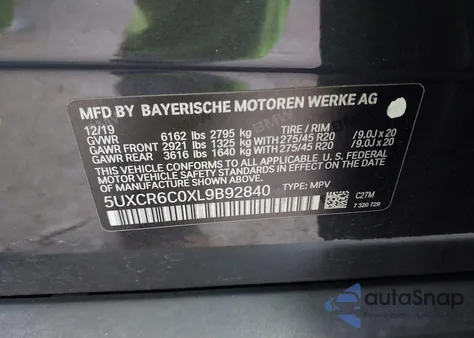 MFD BY BAYERISCHE MOTOREN WERKE AG
12/19
GVWR 6162 lbs 2795 kg TIRE / RIM
GAWR FRONT 2921 lbs 1325 kg WITH 275/45 R20 /9.0J x 20
GAWR REAR 3616 lbs 1640 kg WITH 275/45 R20 /9.0J x 20
THIS VEHICLE CONFORMS TO ALL APPLICABLE U.S. FEDERAL
MOTOR VEHICLE SAFETY STANDARDS IN EFFECT ON
THE DATE OF MANUFACTURE SHOWN ABOVE.
5UXCR6C0XL9B92840 TYPE: MPV
C27M
7 320 729
autoSnap